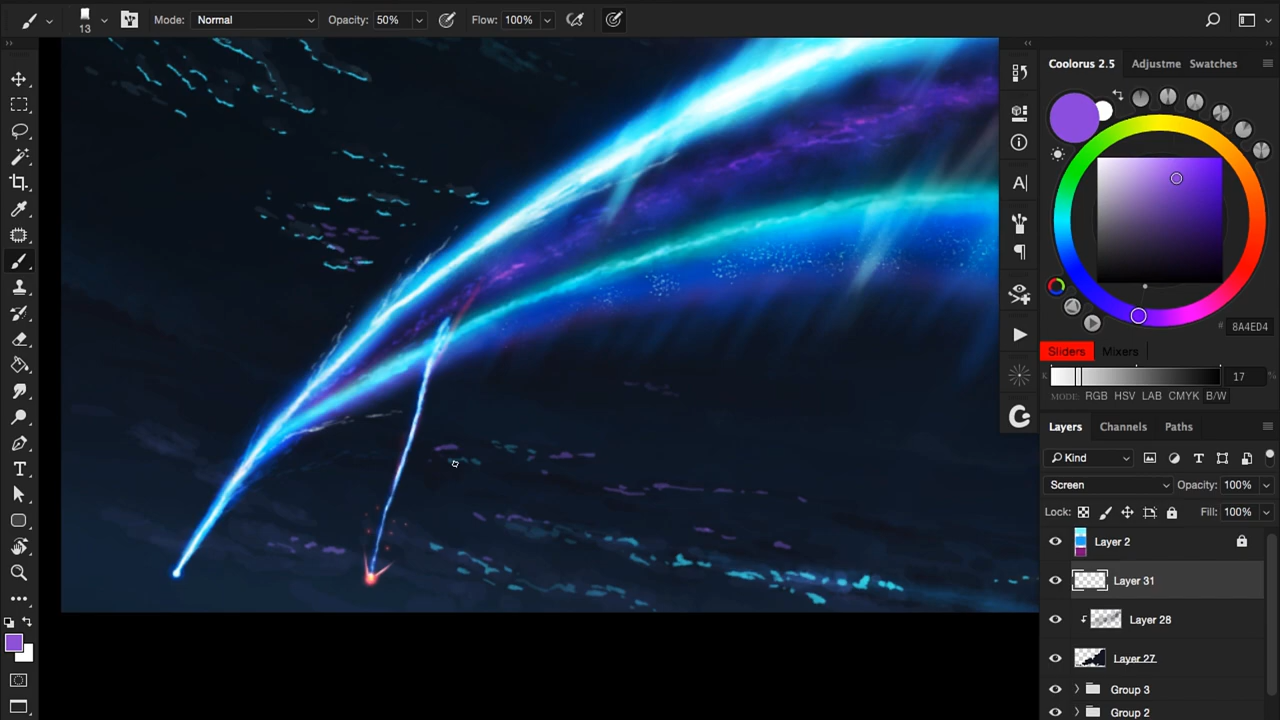 13 Mode: Normal Opacity: 50% Flow: 100%
Coolorus 2.5 Adjustme Swatches
# 8A4ED4
Sliders Mixers
K 17 %
MODE: RGB HSV LAB CMYK B/W
Layers Channels Paths
Kind
Screen Opacity: 100%
Lock: Fill: 100%
Layer 2
Layer 31
Layer 28
Layer 27
Group 3
Group 2